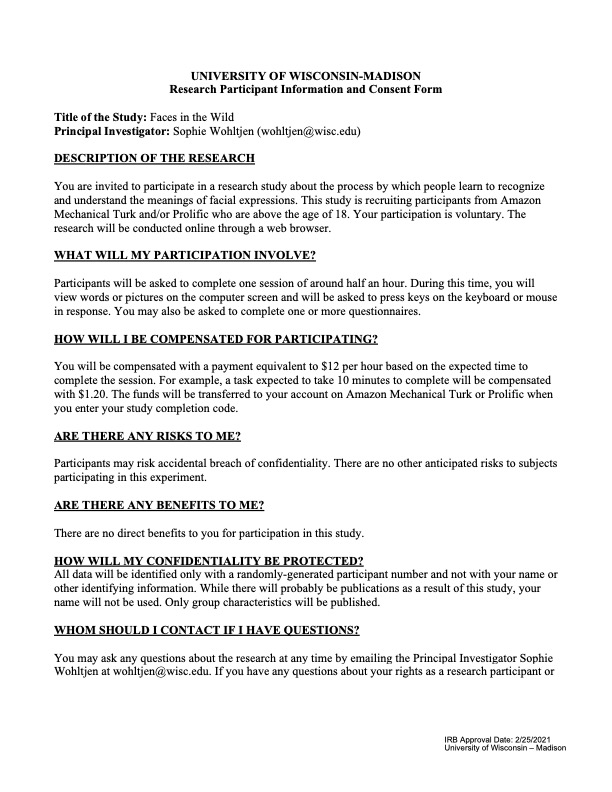 UNIVERSITY OF WISCONSIN-MADISON
Research Participant Information and Consent Form
Title of the Study: Faces in the Wild
Principal Investigator: Sophie Wohltjen (wohltjen@wisc.edu)
DESCRIPTION OF THE RESEARCH
You are invited to participate in a research study about the process by which people learn to recognize
and understand the meanings of facial expressions. This study is recruiting participants from Amazon
Mechanical Turk and/or Prolific who are above the age of 18. Your participation is voluntary. The
research will be conducted online through a web browser.
WHAT WILL MY PARTICIPATION INVOLVE?
Participants will be asked to complete one session of around half an hour. During this time, you will
view words or pictures on the computer screen and will be asked to press keys on the keyboard or mouse
in response. You may also be asked to complete one or more questionnaires.
HOW WILL I BE COMPENSATED FOR PARTICIPATING?
You will be compensated with a payment equivalent to $12 per hour based on the expected time to
complete the session. For example, a task expected to take 10 minutes to complete will be compensated
with $1.20. The funds will be transferred to your account on Amazon Mechanical Turk or Prolific when
you enter your study completion code.
ARE THERE ANY RISKS TO ME?
Participants may risk accidental breach of confidentiality. There are no other anticipated risks to subjects
participating in this experiment.
ARE THERE ANY BENEFITS TO ME?
There are no direct benefits to you for participation in this study.
HOW WILL MY CONFIDENTIALITY BE PROTECTED?
All data will be identified only with a randomly-generated participant number and not with your name or
other identifying information. While there will probably be publications as a result of this study, your
name will not be used. Only group characteristics will be published.
WHOM SHOULD I CONTACT IF I HAVE QUESTIONS?
You may ask any questions about the research at any time by emailing the Principal Investigator Sophie
Wohltjen at wohltjen@wisc.edu. If you have any questions about your rights as a research participant or
IRB Approval Date: 2/25/2021
University of Wisconsin – Madison